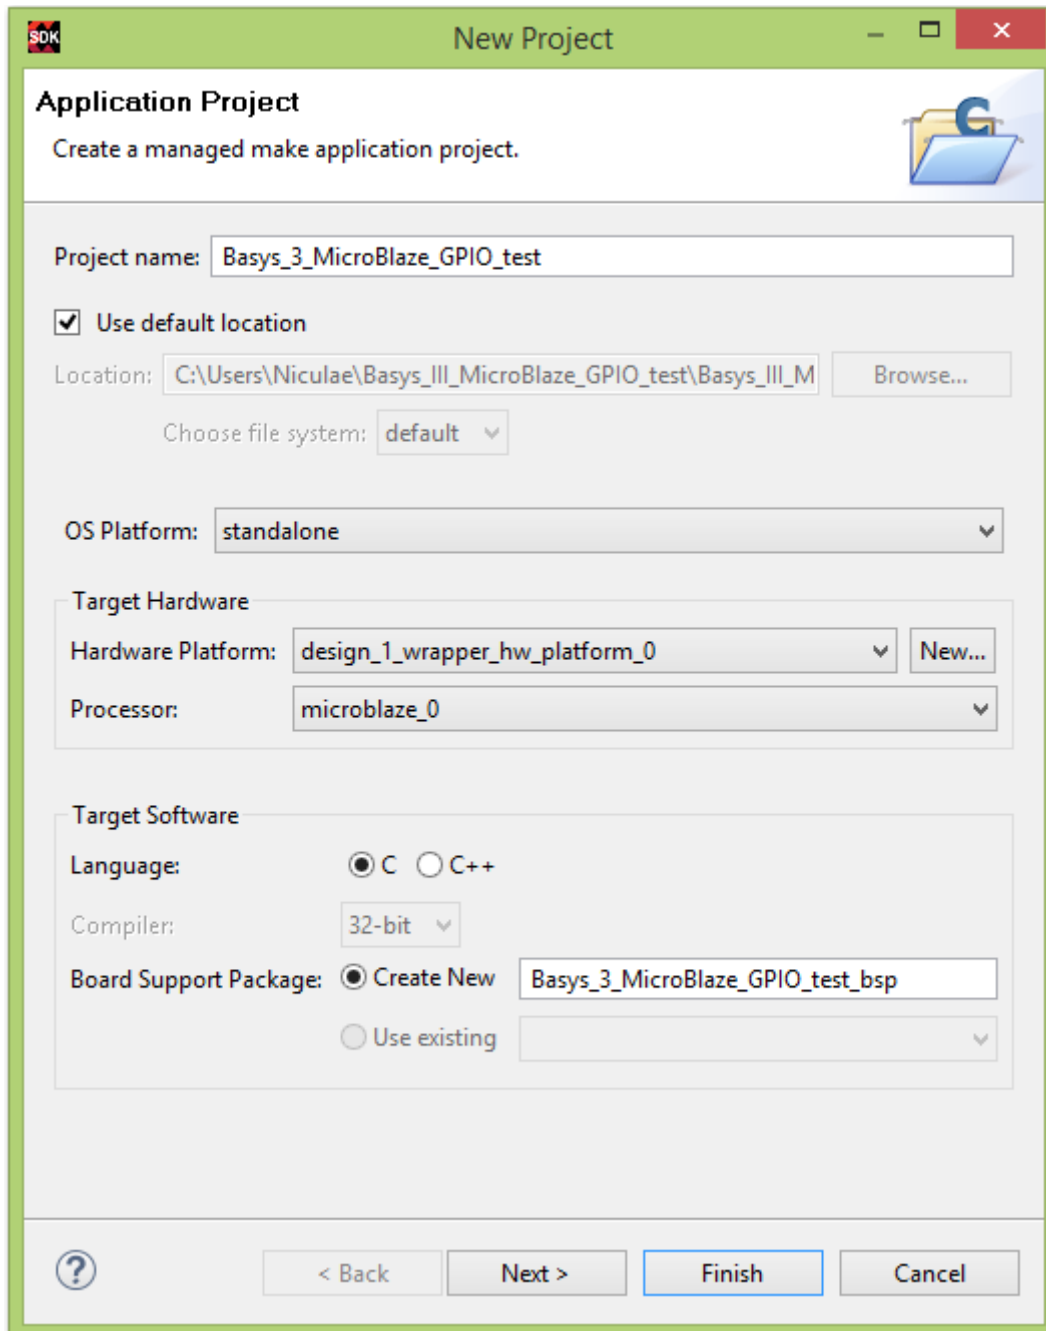 SDK New Project
Application Project
Create a managed make application project.
Project name: Basys_3_MicroBlaze_GPIO_test
Use default location
Location: C:\Users\Niculae\Basys_III_MicroBlaze_GPIO_test\Basys_III_M Browse...
Choose file system: default
OS Platform: standalone
Target Hardware
Hardware Platform: design_1_wrapper_hw_platform_0 New...
Processor: microblaze_0
Target Software
Language: C C++
Compiler: 32-bit
Board Support Package: Create New Basys_3_MicroBlaze_GPIO_test_bsp
Use existing
? < Back Next > Finish Cancel